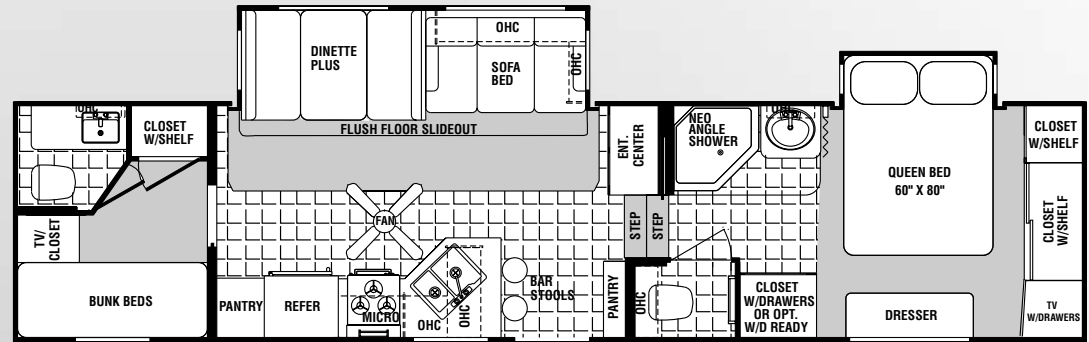 OHC
CLOSET
W/SHELF
TV/
CLOSET
BUNK BEDS
DINETTE
PLUS
OHC
SOFA
BED
OHC
FLUSH FLOOR SLIDEOUT
ENT.
CENTER
FAN
STEP
STEP
PANTRY
REFER
MICRO
OHC
OHC
BAR
STOOLS
PANTRY
NEO
ANGLE
SHOWER
OHC
OHC
CLOSET
W/DRAWERS
OR OPT.
W/D READY
QUEEN BED
60" X 80"
DRESSER
CLOSET
W/SHELF
CLOSET
W/SHELF
TV
W/DRAWERS